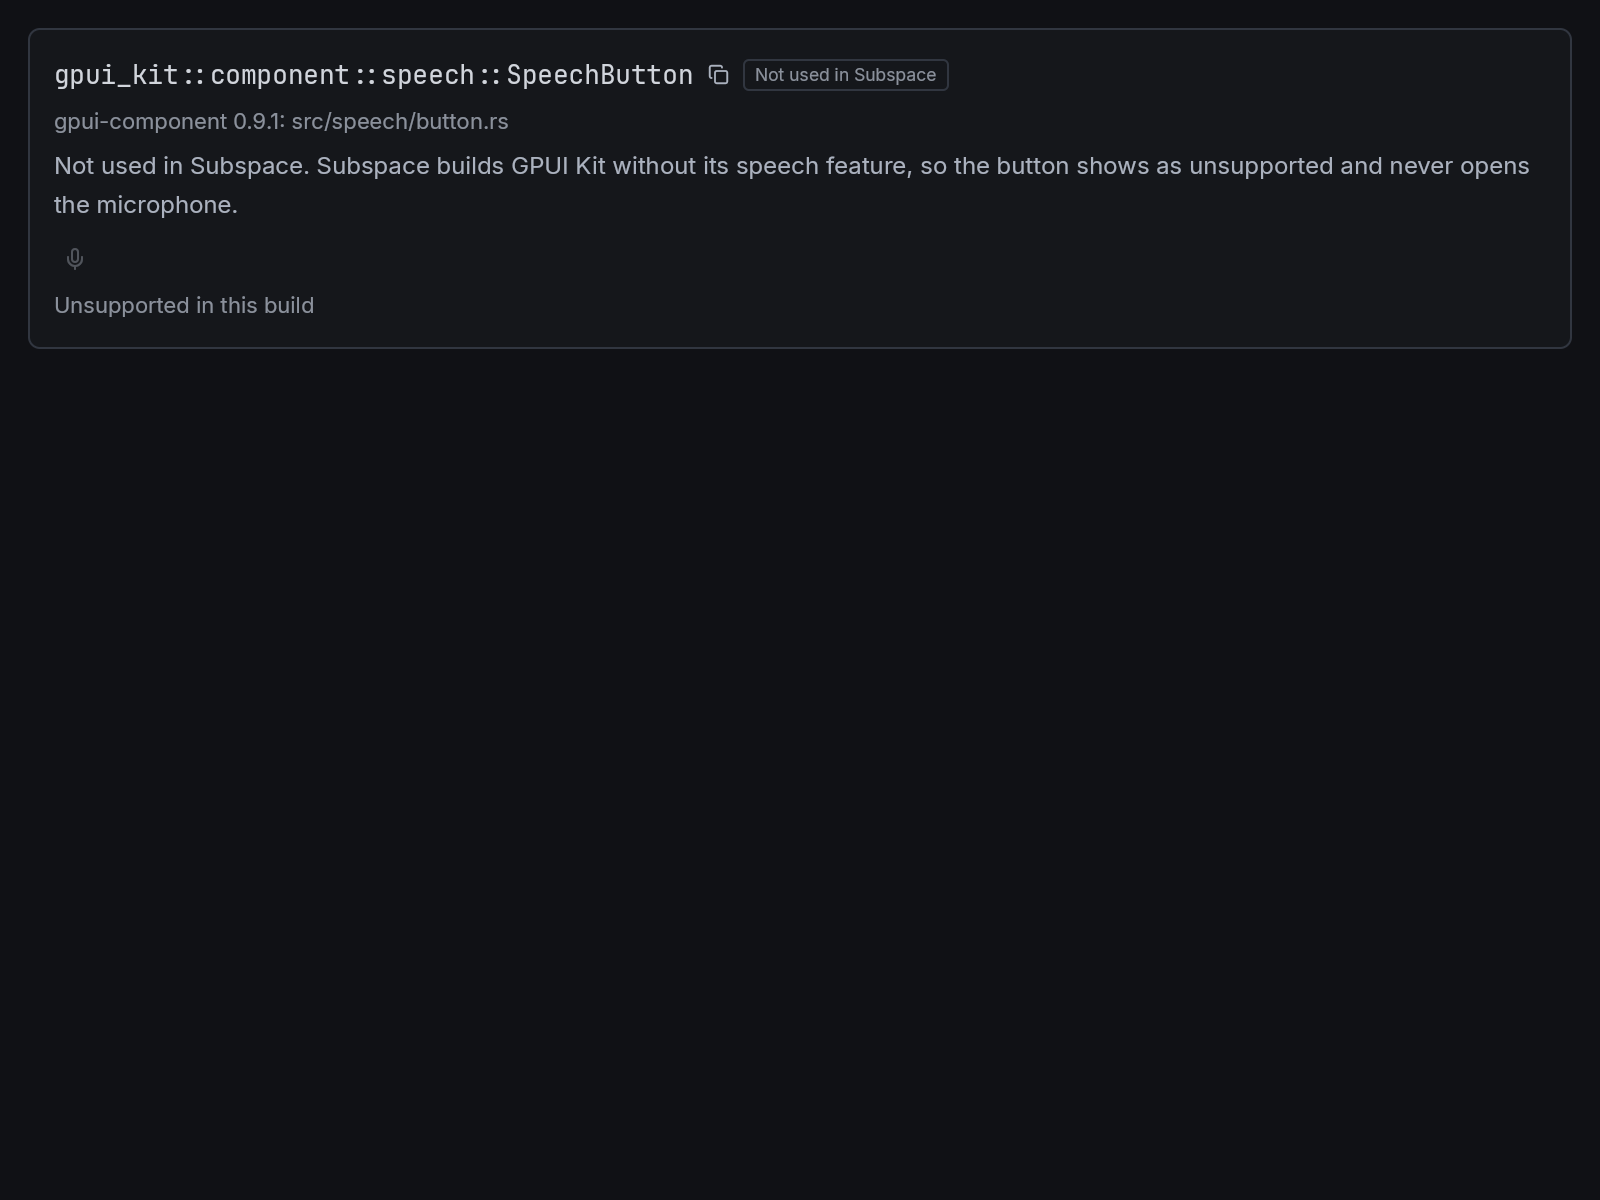 gpui_kit::component::speech::SpeechButton Not used in Subspace
gpui-component 0.9.1: src/speech/button.rs
Not used in Subspace. Subspace builds GPUI Kit without its speech feature, so the button shows as unsupported and never opens
the microphone.
Unsupported in this build